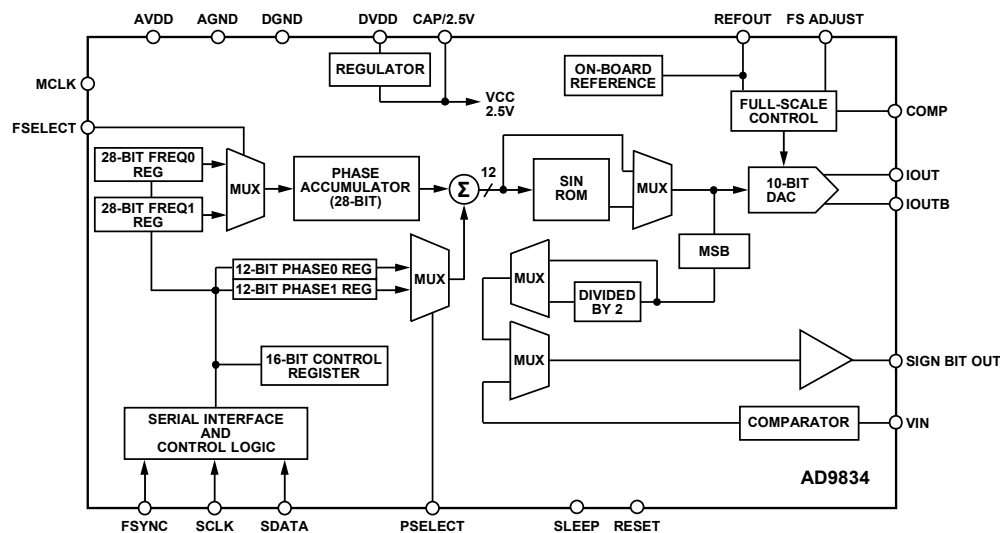 AVDD
AGND
DGND
DVDD
CAP/2.5V
REFOUT
FS ADJUST
MCLK
REGULATOR
VCC
2.5V
ON-BOARD
REFERENCE
FULL-SCALE
CONTROL
COMP
FSELECT
28-BIT FREQ0
REG
28-BIT FREQ1
REG
MUX
PHASE
ACCUMULATOR
(28-BIT)
Σ
12
SIN
ROM
MUX
10-BIT
DAC
IOUT
IOUTB
MSB
12-BIT PHASE0 REG
12-BIT PHASE1 REG
MUX
MUX
DIVIDED
BY 2
MUX
SIGN BIT OUT
16-BIT CONTROL
REGISTER
SERIAL INTERFACE
AND
CONTROL LOGIC
COMPARATOR
VIN
AD9834
FSYNC
SCLK
SDATA
PSELECT
SLEEP
RESET